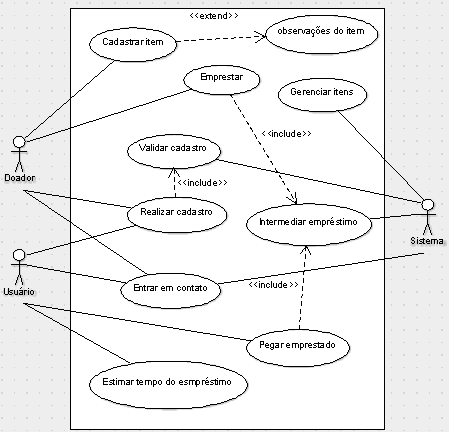 <<extend>>
Cadastrar item
observações do item
Emprestar
Gerenciar itens
<<include>>
Validar cadastro
Doador
<<include>>
Realizar cadastro
Intermediar empréstimo
Sistema
Usuário
Entrar em contato
<<include>>
Pegar emprestado
Estimar tempo do esmpréstimo